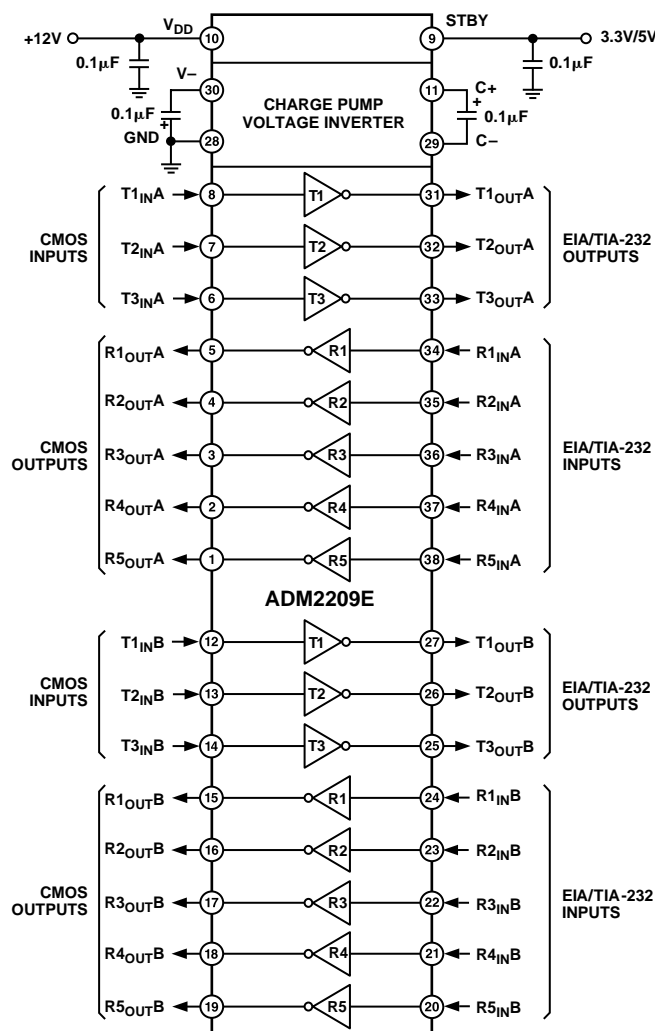 +12V VDD 10 9 STBY 3.3V/5V
0.1μF 0.1μF
V– 30 11 C+
0.1μF + CHARGE PUMP VOLTAGE INVERTER + 0.1μF
GND 28 29 C–
CMOS INPUTS
T1INA 8 T1 31 T1OUTA
T2INA 7 T2 32 T2OUTA
T3INA 6 T3 33 T3OUTA
EIA/TIA-232 OUTPUTS
CMOS OUTPUTS
R1OUTA 5 R1 34 R1INA
R2OUTA 4 R2 35 R2INA
R3OUTA 3 R3 36 R3INA
R4OUTA 2 R4 37 R4INA
R5OUTA 1 R5 38 R5INA
EIA/TIA-232 INPUTS
ADM2209E
CMOS INPUTS
T1INB 12 T1 27 T1OUTB
T2INB 13 T2 26 T2OUTB
T3INB 14 T3 25 T3OUTB
EIA/TIA-232 OUTPUTS
CMOS OUTPUTS
R1OUTB 15 R1 24 R1INB
R2OUTB 16 R2 23 R2INB
R3OUTB 17 R3 22 R3INB
R4OUTB 18 R4 21 R4INB
R5OUTB 19 R5 20 R5INB
EIA/TIA-232 INPUTS